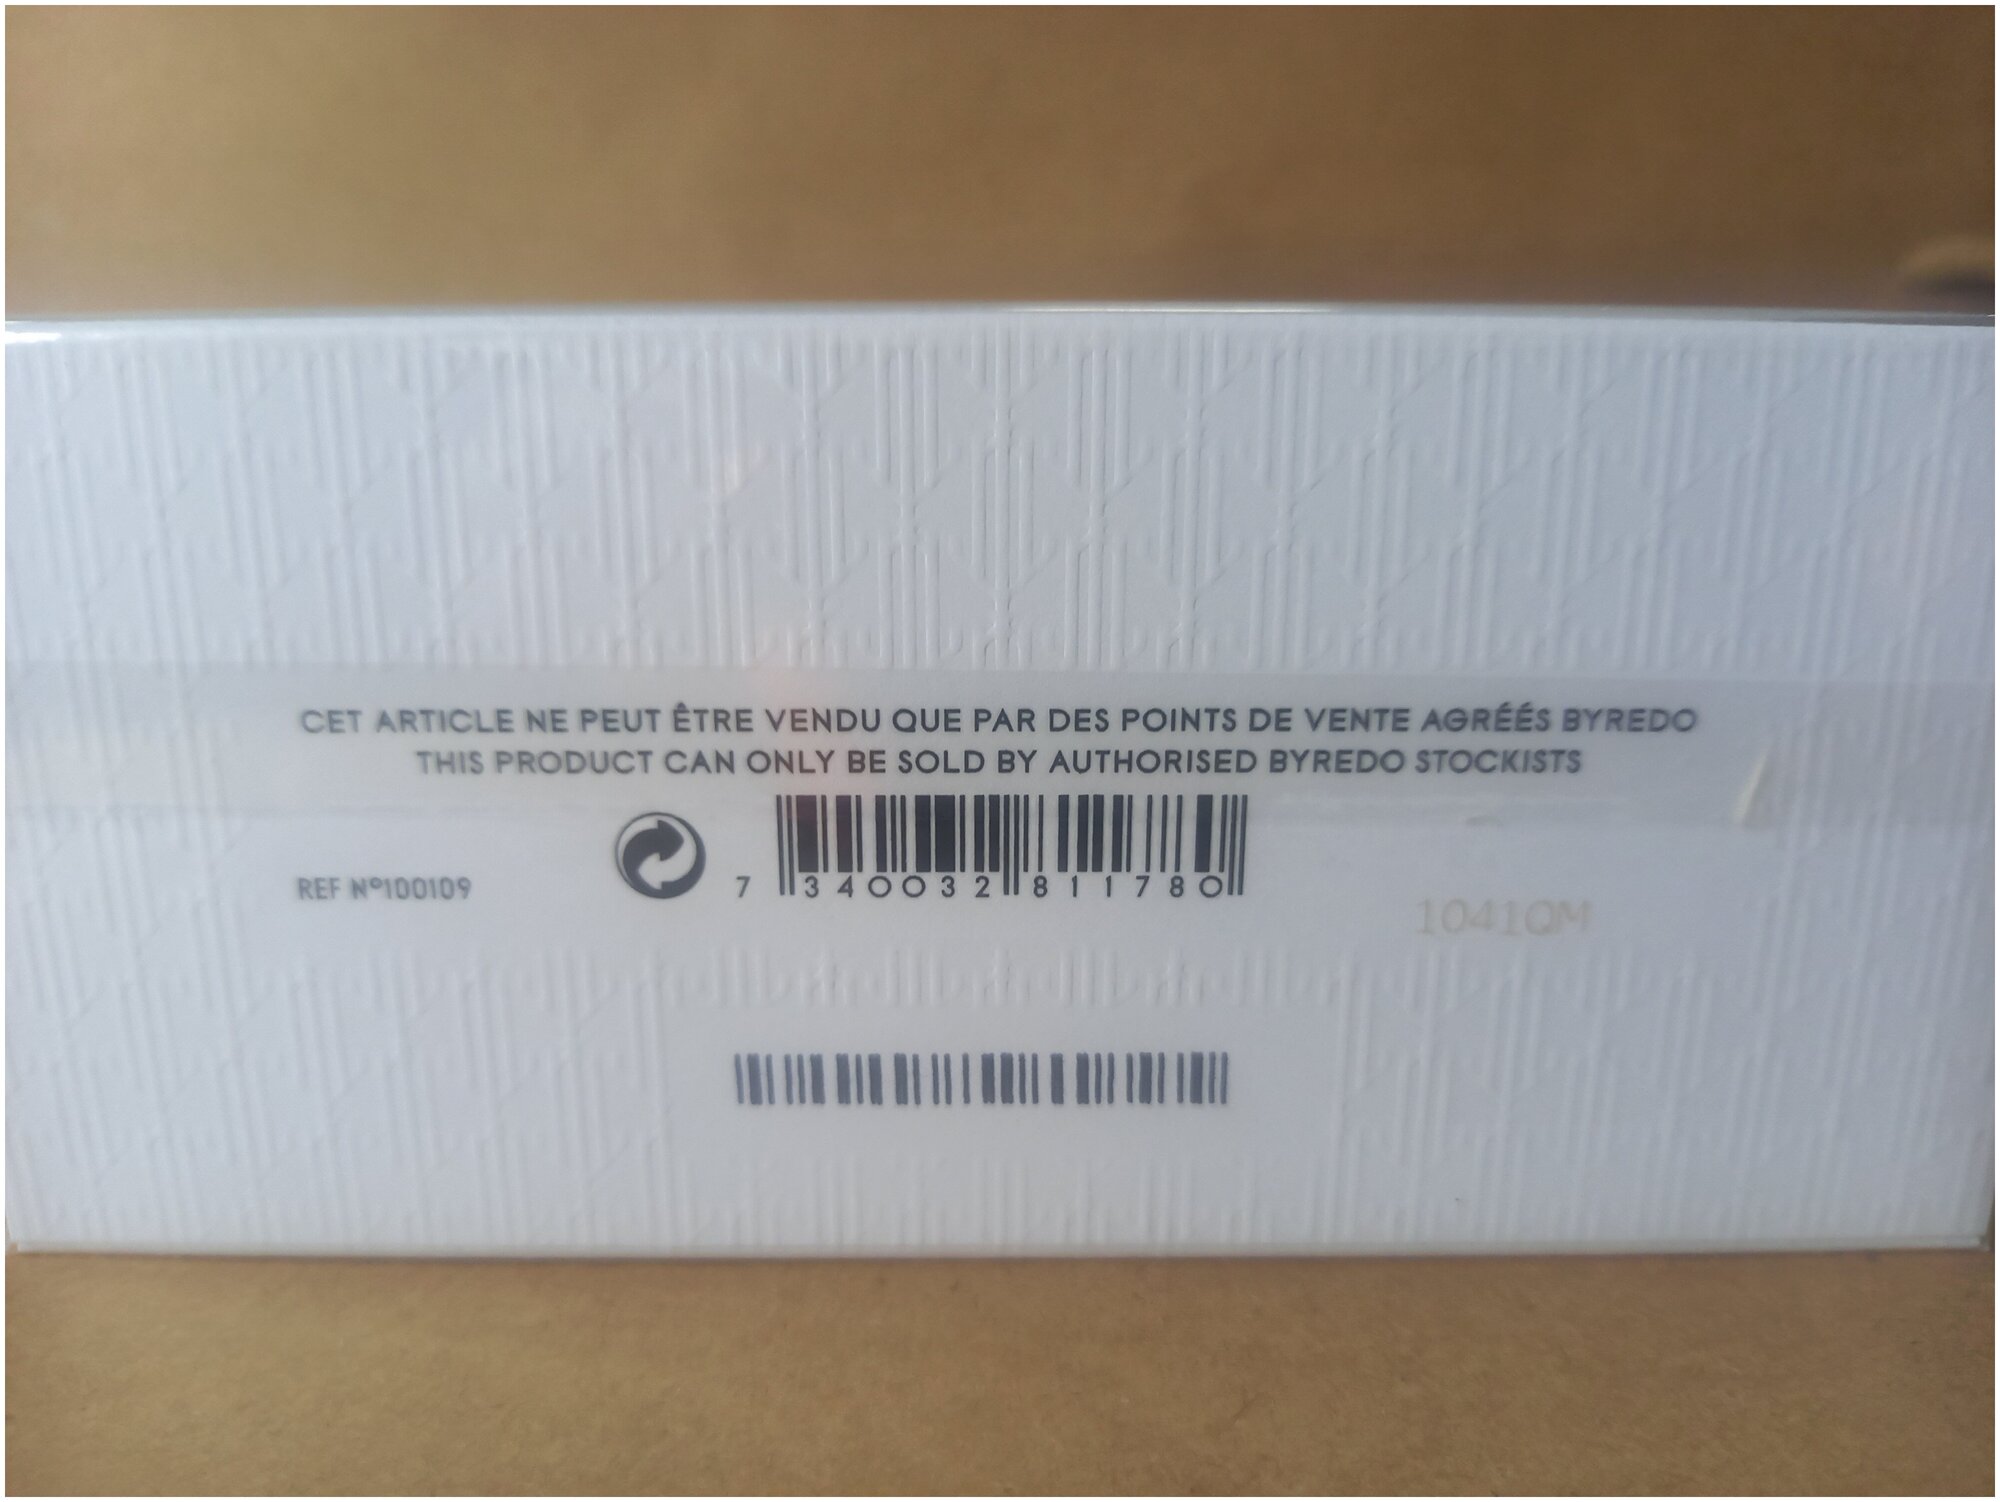 CET ARTICLE NE PEUT ÊTRE VENDU QUE PAR DES POINTS DE VENTE AGRÉÉS BYREDO
THIS PRODUCT CAN ONLY BE SOLD BY AUTHORISED BYREDO STOCKISTS
REF Nº100109
7 340032 811780
1041QM